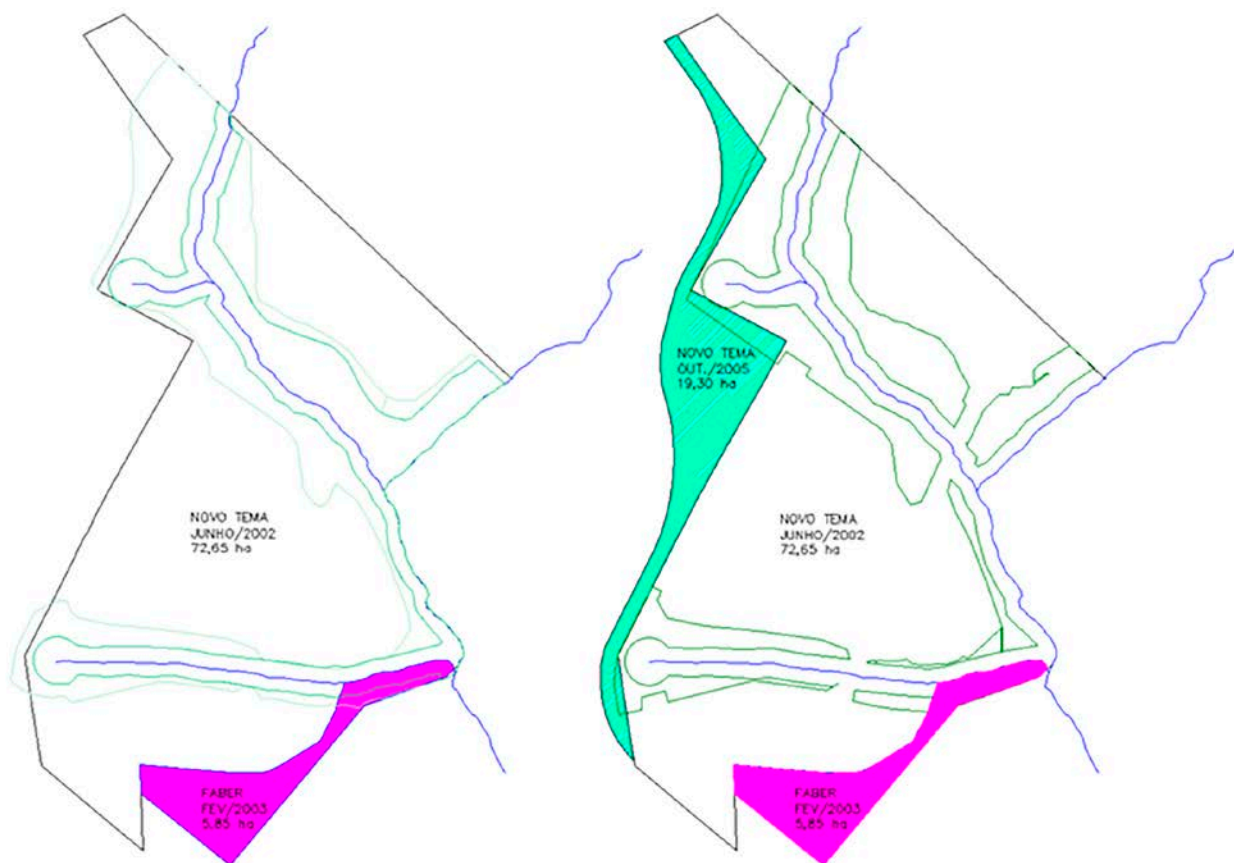 NOVO TEMA
JUNHO/2002
72,65 ha
FABER
FEV/2003
5,85 ha
NOVO TEMA
OUT./2005
19,30 ha
NOVO TEMA
JUNHO/2002
72,65 ha
FABER
FEV/2003
5,85 ha